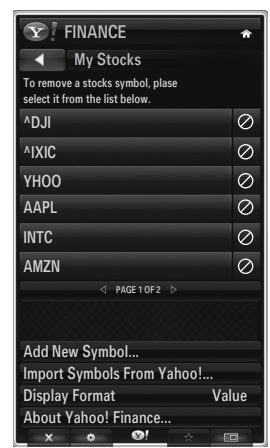 Y! FINANCE
My Stocks
To remove a stocks symbol, plase
select it from the list below.
^DJI
^IXIC
YHOO
AAPL
INTC
AMZN
PAGE 1 OF 2
Add New Symbol...
Import Symbols From Yahoo!...
Display Format Value
About Yahoo! Finance...
Y!